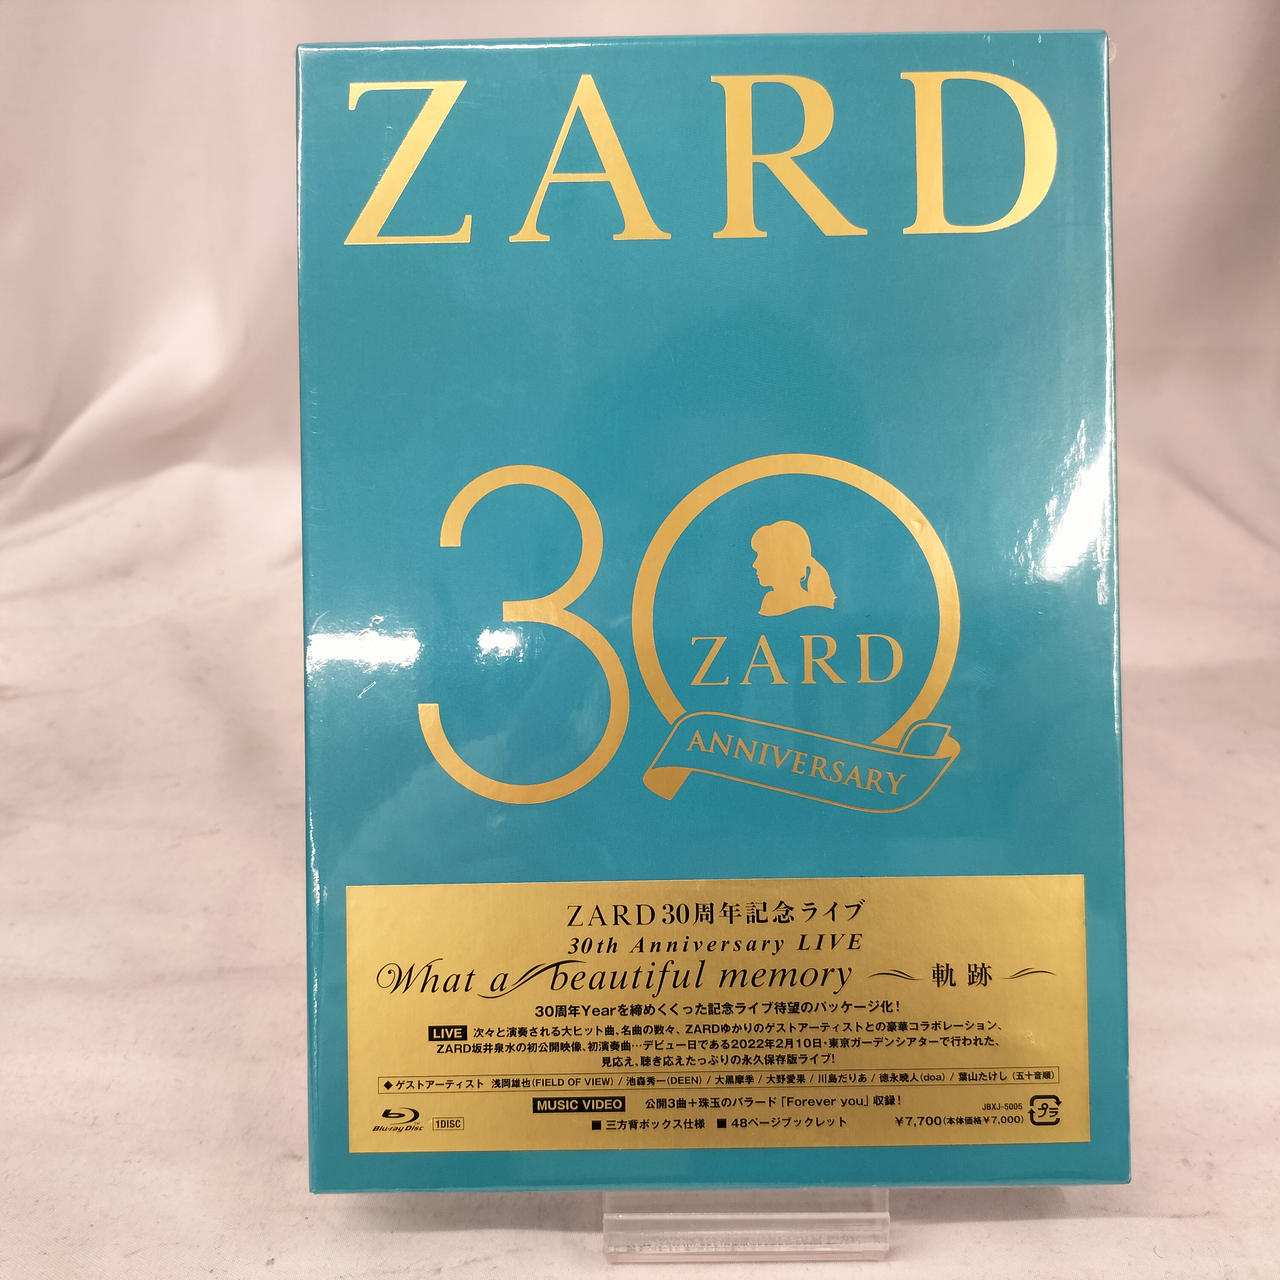 ZARD
30
ZARD
ANNIVERSARY
ZARD30周年記念ライブ
30th Anniversary LIVE
What a beautiful memory ～軌跡～
30周年Yearを締めくくった記念ライブ待望のパッケージ化！
LIVE 次々と演奏される大ヒット曲、名曲の数々、ZARDゆかりのゲストアーティストとの豪華コラボレーション、
ZARD坂井泉水の初公開映像、初演奏曲…デビュー日である2022年2月10日・東京ガーデンシアターで行われた、
見応え、聴き応えたっぷりの永久保存版ライブ！
◆ゲストアーティスト 浅岡雄也(FIELD OF VIEW) / 池森秀一(DEEN) / 大黒摩季 / 大野愛果 / 川島だりあ / 徳永暁人(doa) / 葉山たけし (五十音順)
MUSIC VIDEO 公開3曲＋珠玉のバラード「Forever you」収録！
Blu-ray Disc 1DISC ■三方背ボックス仕様 ■48ページブックレット
JBXJ-5005
￥7,700(本体価格￥7,000)
プラ